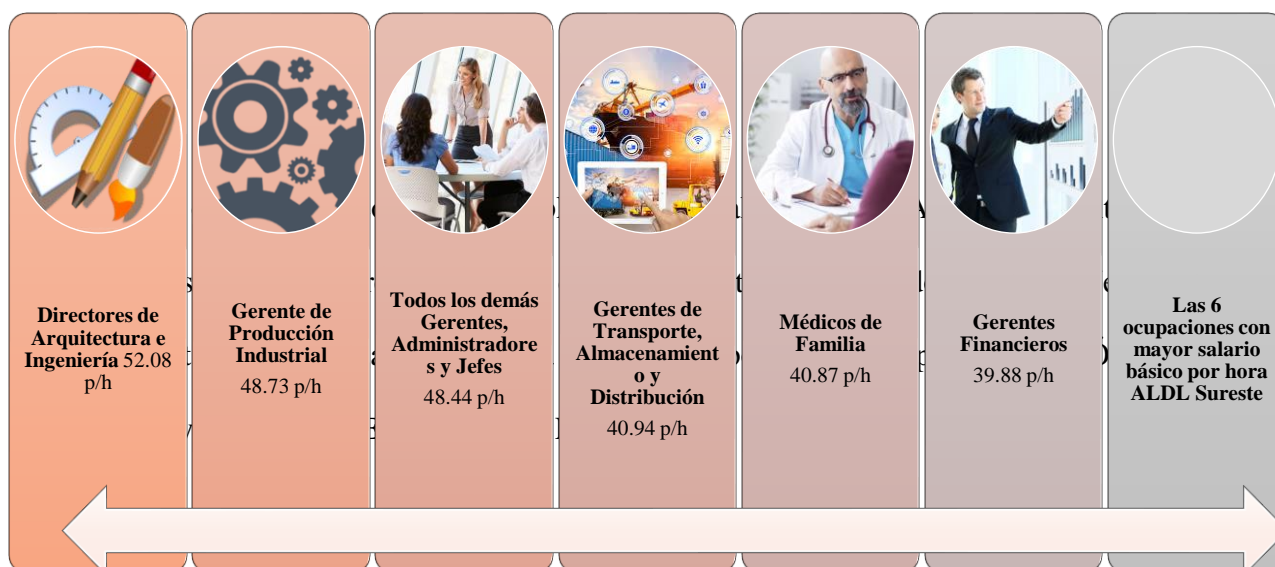 Directores de
Arquitectura e
Ingeniería 52.08
p/h
Gerente de
Producción
Industrial
48.73 p/h
Todos los demás
Gerentes,
Administradore
s y Jefes
48.44 p/h
Gerentes de
Transporte,
Almacenamient
o y
Distribución
40.94 p/h
Médicos de
Familia
40.87 p/h
Gerentes
Financieros
39.88 p/h
Las 6
ocupaciones con
mayor salario
básico por hora
ALDL Sureste